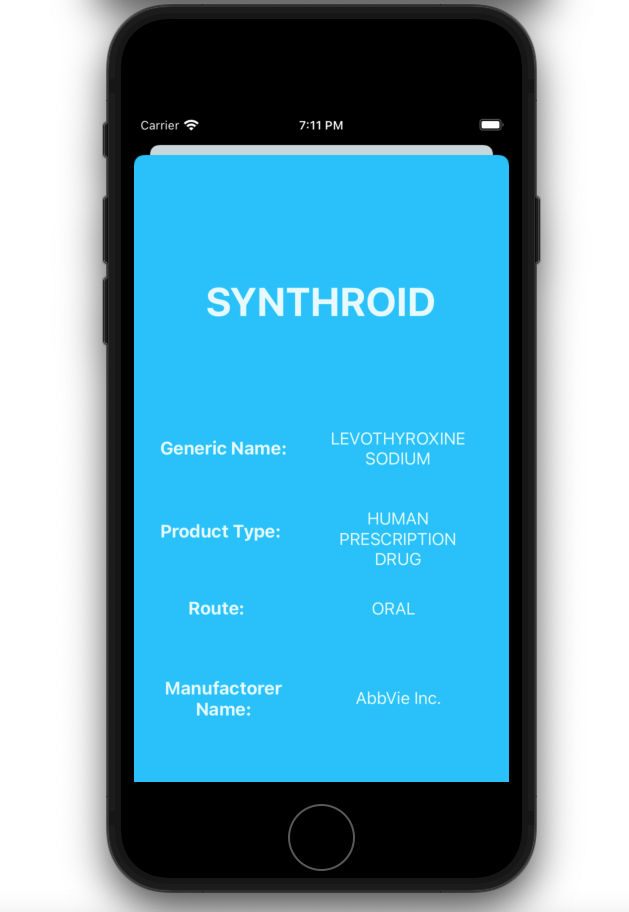 Carrier
7:11 PM
SYNTHROID
Generic Name:
LEVOTHYROXINE
SODIUM
Product Type:
HUMAN
PRESCRIPTION
DRUG
Route:
ORAL
Manufactorer
Name:
AbbVie Inc.